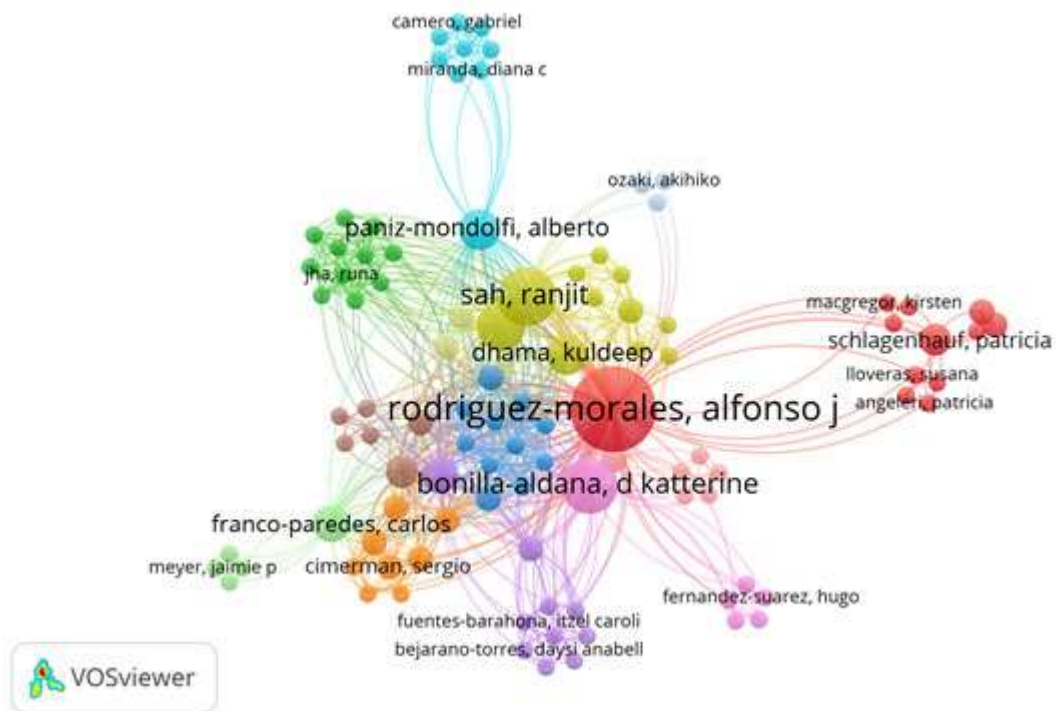 camero, gabriel
miranda, diana c
ozaki, akihiko
paniz-mondolfi, alberto
jha, runa
sah, ranjit
macgregor, kirsten
schlagenhauf, patricia
dhama, kuldeep
lloveras, susana
angeleri, patricia
rodriguez-morales, alfonso j
bonilla-aldana, d katterine
franco-paredes, carlos
meyer, jaimie p
cimerman, sergio
fernandez-suarez, hugo
fuentes-barahona, itzel caroli
bejarano-torres, daysi anabell
VOSviewer